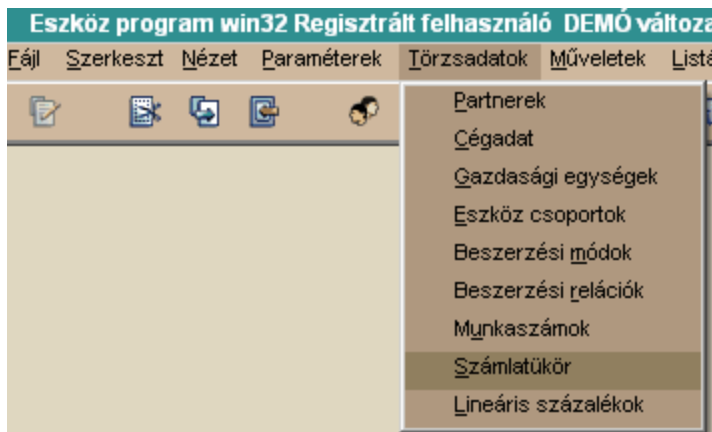 Eszköz program win32 Regisztrált felhasználó DEMÓ változa
Fájl Szerkeszt Nézet Paraméterek Törzsadatok Műveletek Listá
Partnerek
Cégadat
Gazdasági egységek
Eszköz csoportok
Beszerzési módok
Beszerzési relációk
Munkaszámok
Számlatükör
Lineáris százalékok